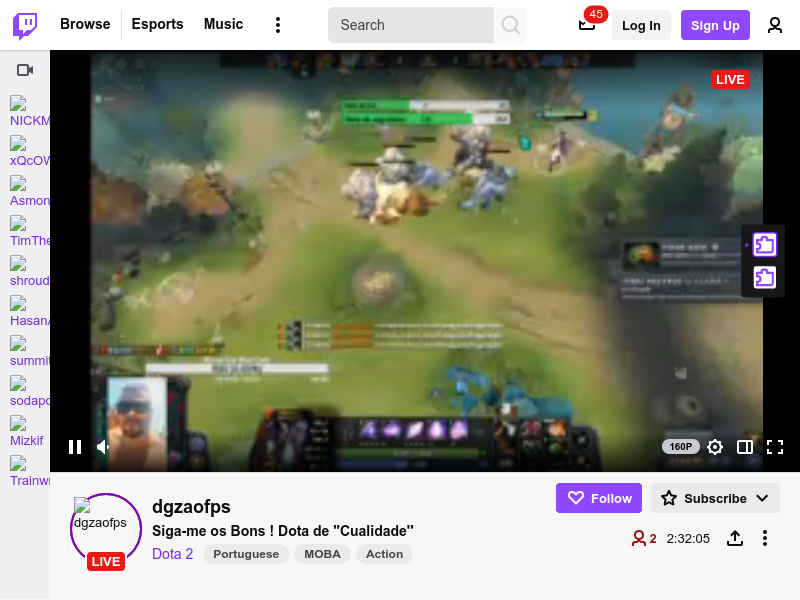 Browse
Esports
Music
Search
45
Log In
Sign Up
NICKM
xQcOW
Asmon
TimThe
shroud
HasanA
summit
sodapo
Mizkif
Trainwr
LIVE
160P
dgzaofps
LIVE
dgzaofps
Siga-me os Bons ! Dota de "Cualidade"
Dota 2
Portuguese
MOBA
Action
Follow
Subscribe
2
2:32:05